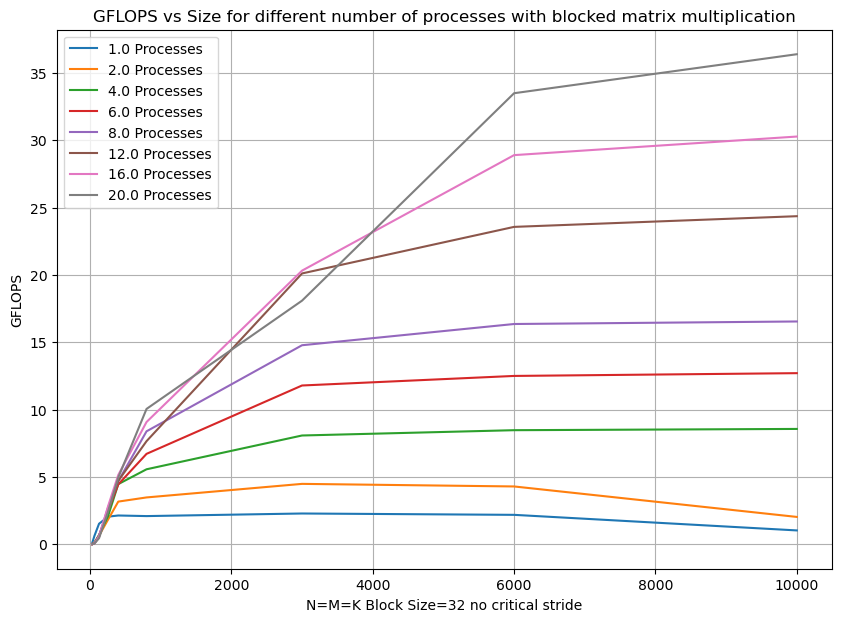 GFLOPS vs Size for different number of processes with blocked matrix multiplication
1.0 Processes
2.0 Processes
4.0 Processes
6.0 Processes
8.0 Processes
12.0 Processes
16.0 Processes
20.0 Processes
GFLOPS
35
30
25
20
15
10
5
0
0 2000 4000 6000 8000 10000
N=M=K Block Size=32 no critical stride